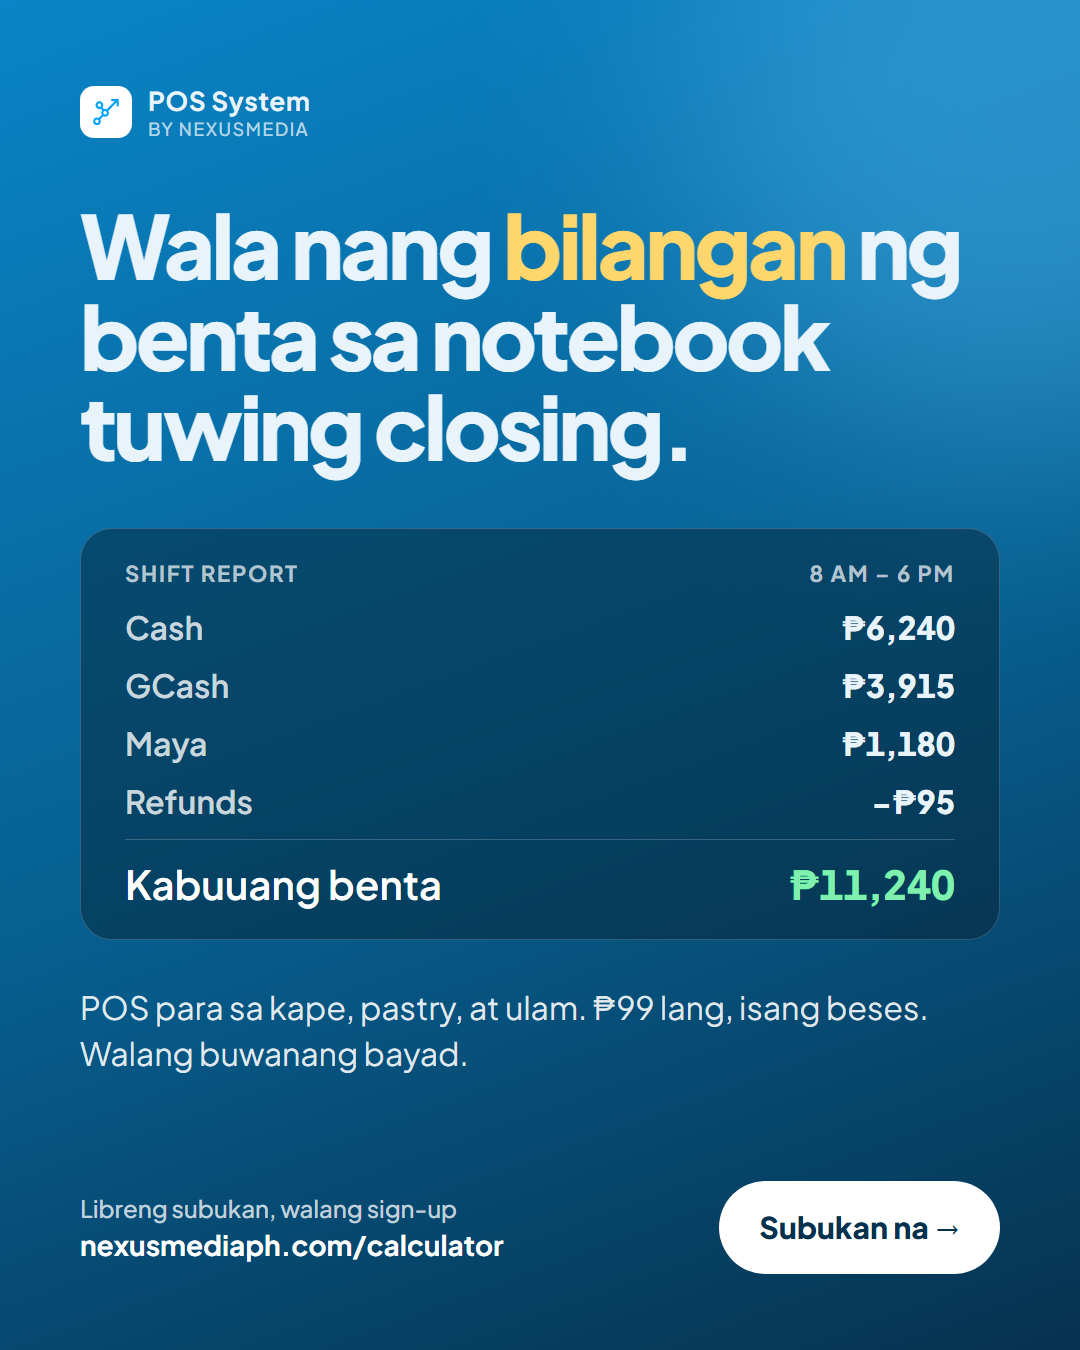 POS System
BY NEXUSMEDIA
Wala nang bilangan ng
benta sa notebook
tuwing closing.
SHIFT REPORT 8 AM – 6 PM
Cash ₱6,240
GCash ₱3,915
Maya ₱1,180
Refunds –₱95
Kabuuang benta ₱11,240
POS para sa kape, pastry, at ulam. ₱99 lang, isang beses.
Walang buwanang bayad.
Libreng subukan, walang sign-up
nexusmediaph.com/calculator
Subukan na →